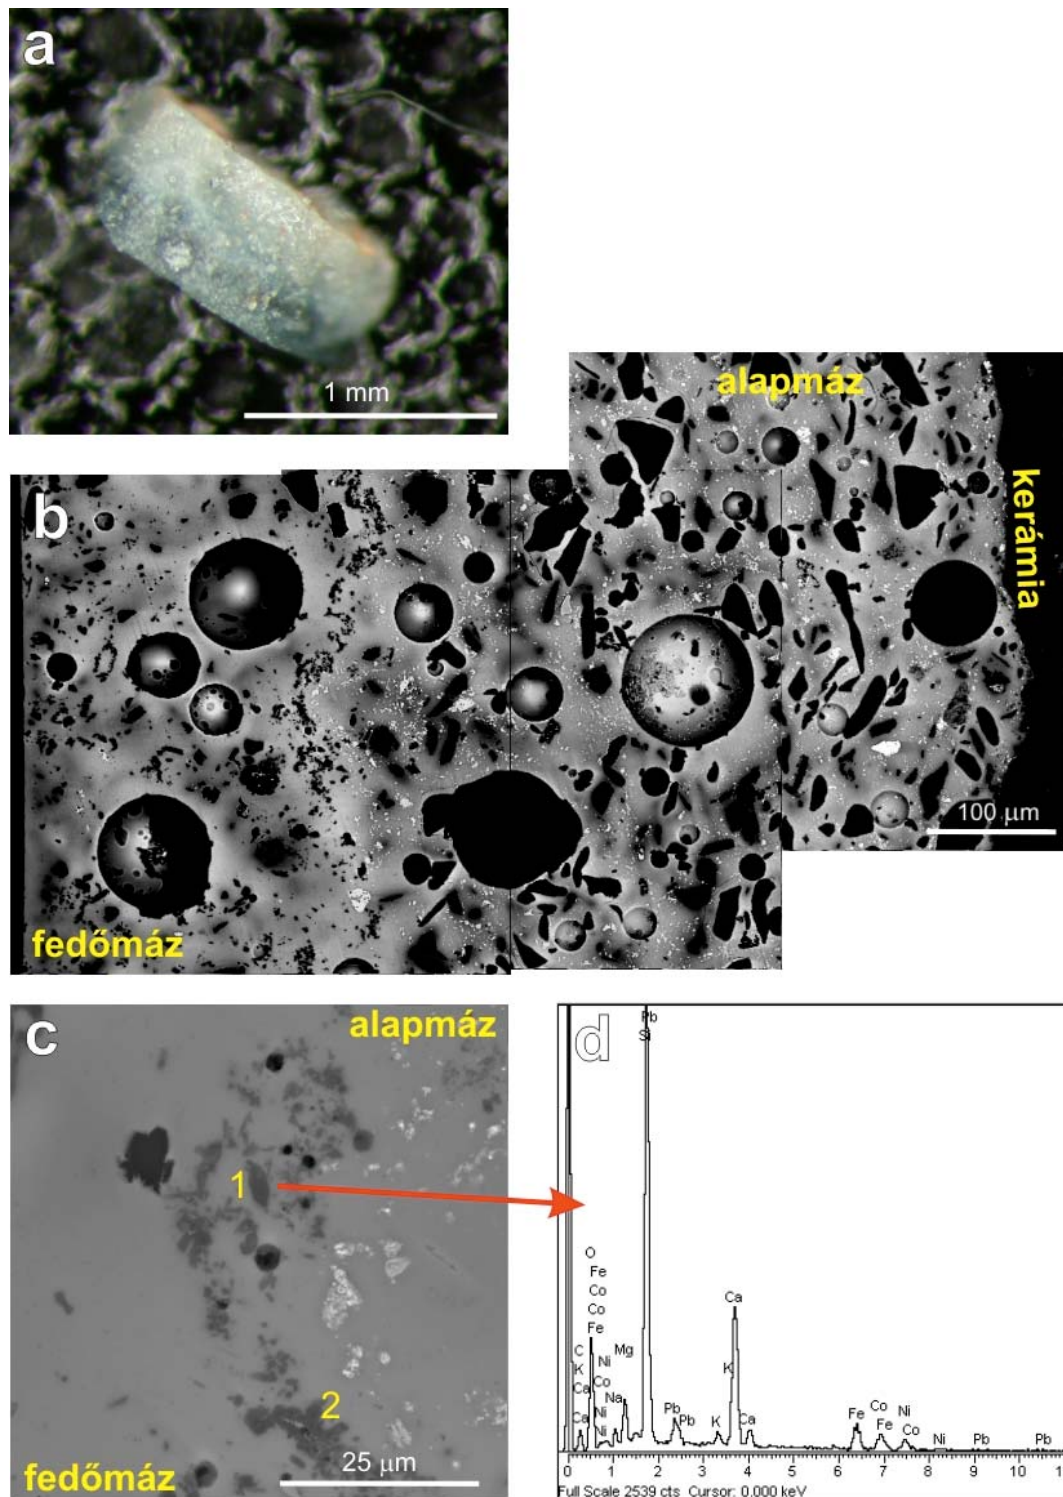 a
1 mm
alapmáz
kerámia
b
100 μm
fedőmáz
c
alapmáz
1
2
25 μm
fedőmáz
d
Pb
Si
O
Fe
Co
Co
Fe
C
K
Ca
Ca
Ni
Co
Na
Ni
Ni
Mg
Pb
Pb
K
K
Ca
Ca
Fe
Co
Fe
Ni
Co
Ni
Pb
Pb
0 1 2 3 4 5 6 7 8 9 10
Full Scale 2539 cts Cursor: 0.000 keV